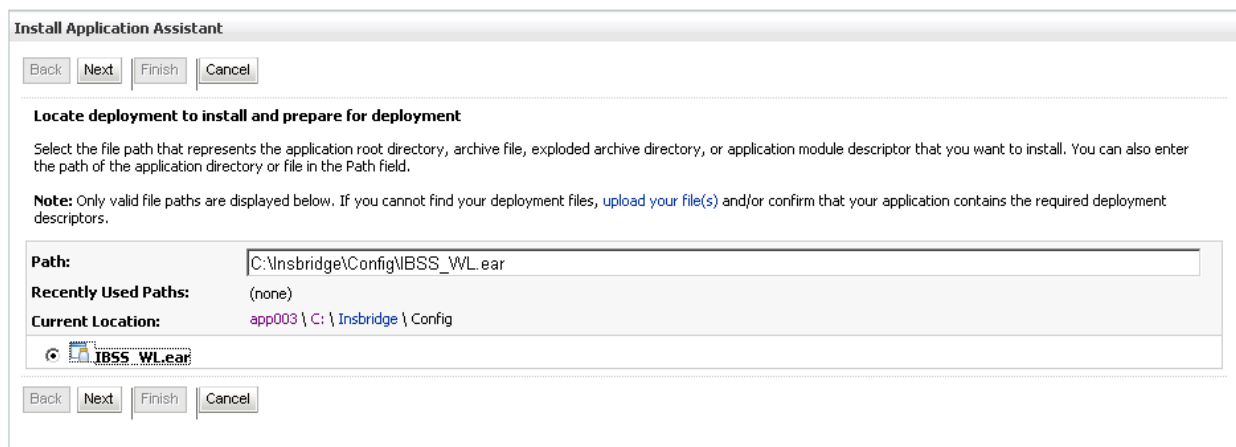 Install Application Assistant
Back Next Finish Cancel
Locate deployment to install and prepare for deployment
Select the file path that represents the application root directory, archive file, exploded archive directory, or application module descriptor that you want to install. You can also enter
the path of the application directory or file in the Path field.
Note: Only valid file paths are displayed below. If you cannot find your deployment files, upload your file(s) and/or confirm that your application contains the required deployment
descriptors.
Path: C:\Insbridge\Config\IBSS_WL.ear
Recently Used Paths: (none)
Current Location: app003 \ C: \ Insbridge \ Config
IBSS_WL.ear
Back Next Finish Cancel